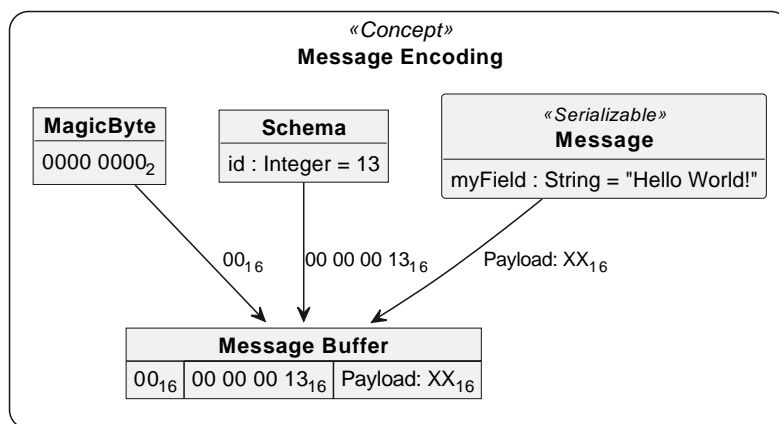 «Concept»
Message Encoding
MagicByte
0000 0000₂
Schema
id : Integer = 13
«Serializable»
Message
myField : String = "Hello World!"
00₁₆
00 00 00 13₁₆
Payload: XX₁₆
Message Buffer
00₁₆ 00 00 00 13₁₆ Payload: XX₁₆